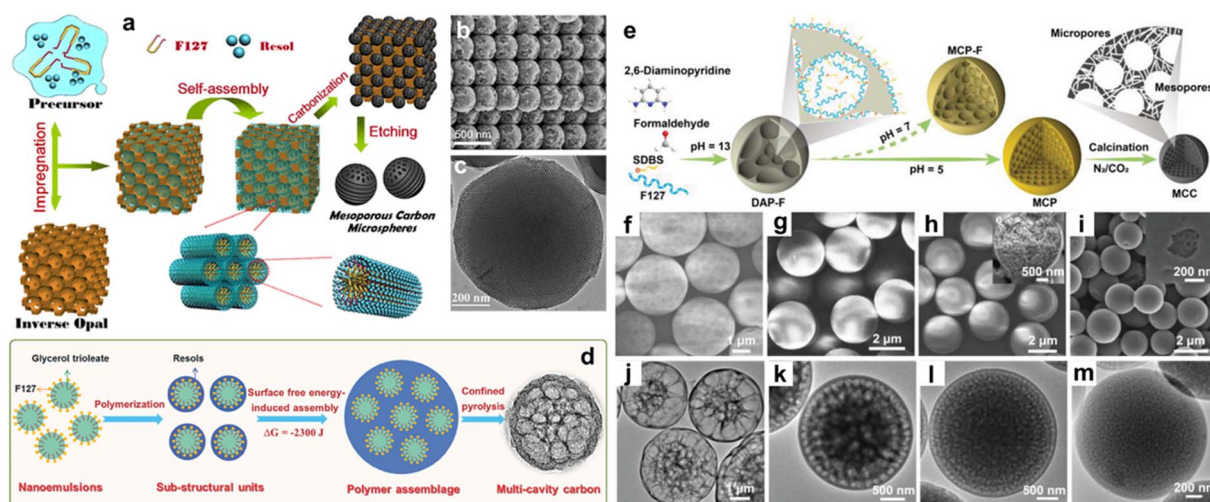 a
F127
Resol
Precursor
Self-assembly
Carbonization
Impregnation
Etching
Mesoporous Carbon
Microspheres
Inverse Opal
b
500 nm
c
200 nm
d
Glycerol trioleate
F127
Resols
Polymerization
Surface free energy-
induced assembly
ΔG = -2300 J
Confined
pyrolysis
Nanoemulsions
Sub-structural units
Polymer assemblage
Multi-cavity carbon
e
2,6-Diaminopyridine
Formaldehyde
SDBS
F127
pH = 13
DAP-F
pH = 7
MCP-F
pH = 5
MCP
Calcination
N₂/CO₂
MCC
Micropores
Mesopores
f
1 μm
g
2 μm
h
500 nm
2 μm
i
200 nm
2 μm
j
1 μm
k
500 nm
l
500 nm
m
200 nm